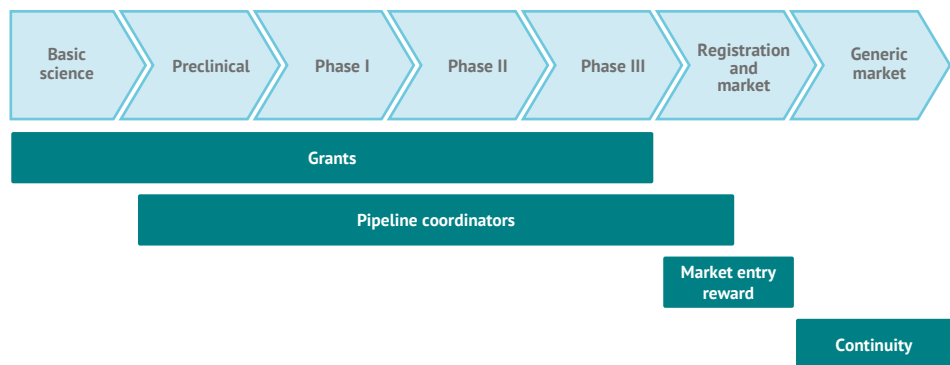 Basic
science
Preclinical
Phase I
Phase II
Phase III
Registration
and
market
Generic
market
Grants
Pipeline coordinators
Market entry
reward
Continuity